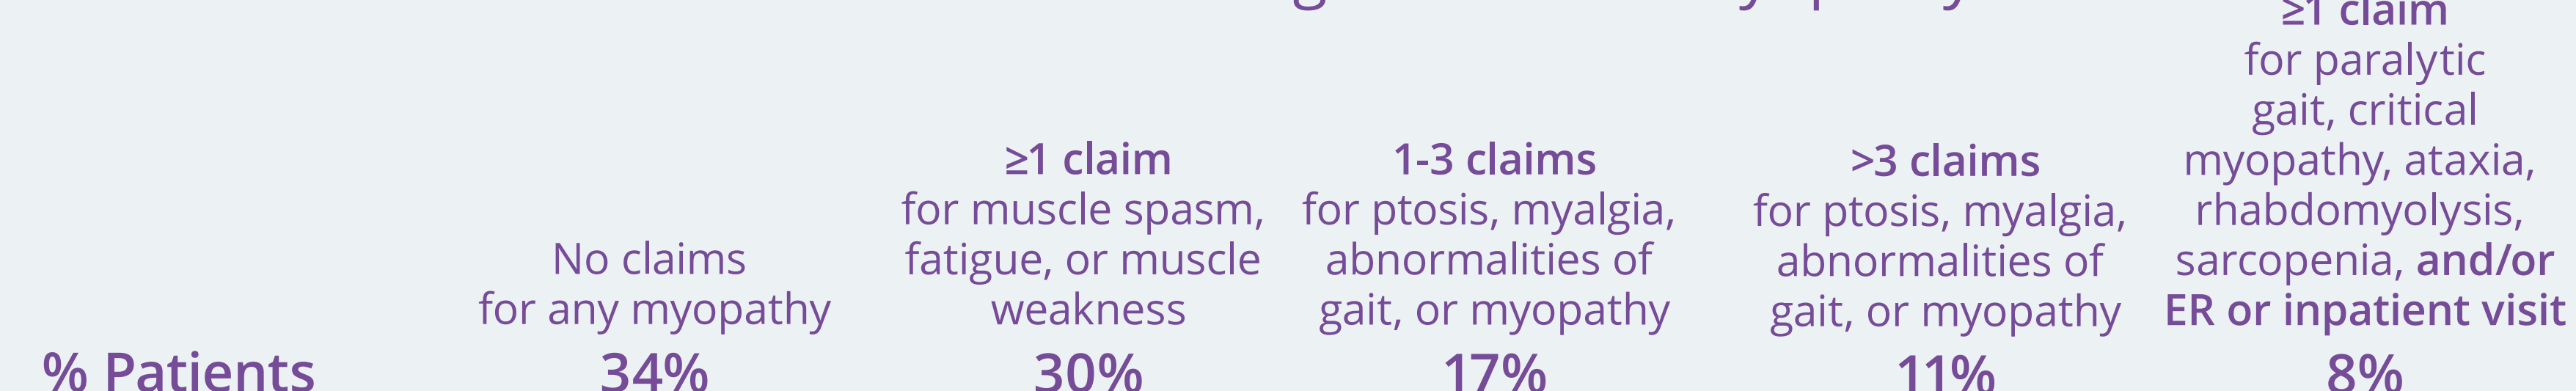 ≥1 claim
for paralytic
gait, critical
myopathy, ataxia,
rhabdomyolysis,
sarcopenia, and/or
ER or inpatient visit
≥1 claim
for muscle spasm,
fatigue, or muscle
weakness
1-3 claims
for ptosis, myalgia,
abnormalities of
gait, or myopathy
>3 claims
for ptosis, myalgia,
abnormalities of
gait, or myopathy
No claims
for any myopathy
% Patients 34% 30% 17% 11% 8%